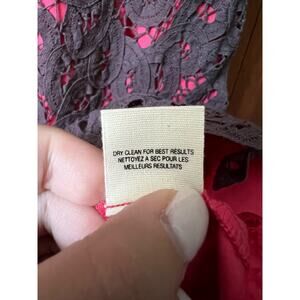 DRY CLEAN FOR BEST RESULTS
NETTOYEZ A SEC POUR LES
MEILLEURS RESULTATS